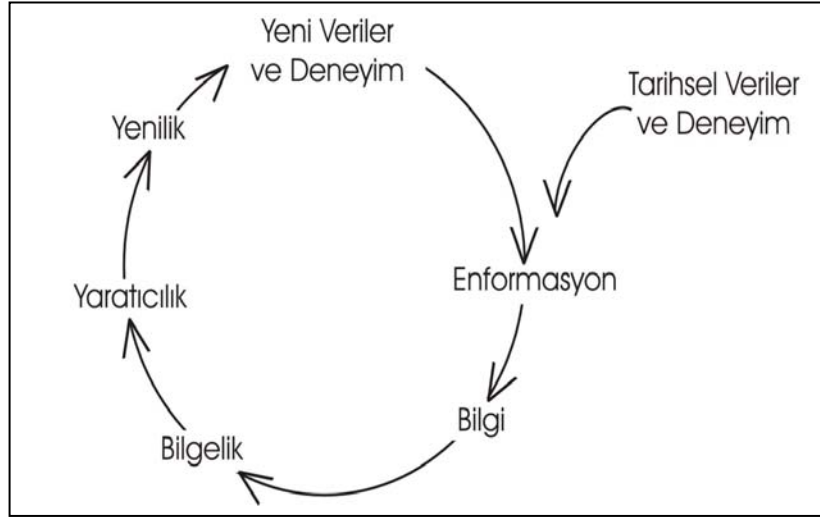 Yeni Veriler
ve Deneyim
Tarihsel Veriler
ve Deneyim
Yenilik
Enformasyon
Yaratıcılık
Bilgi
Bilgelik